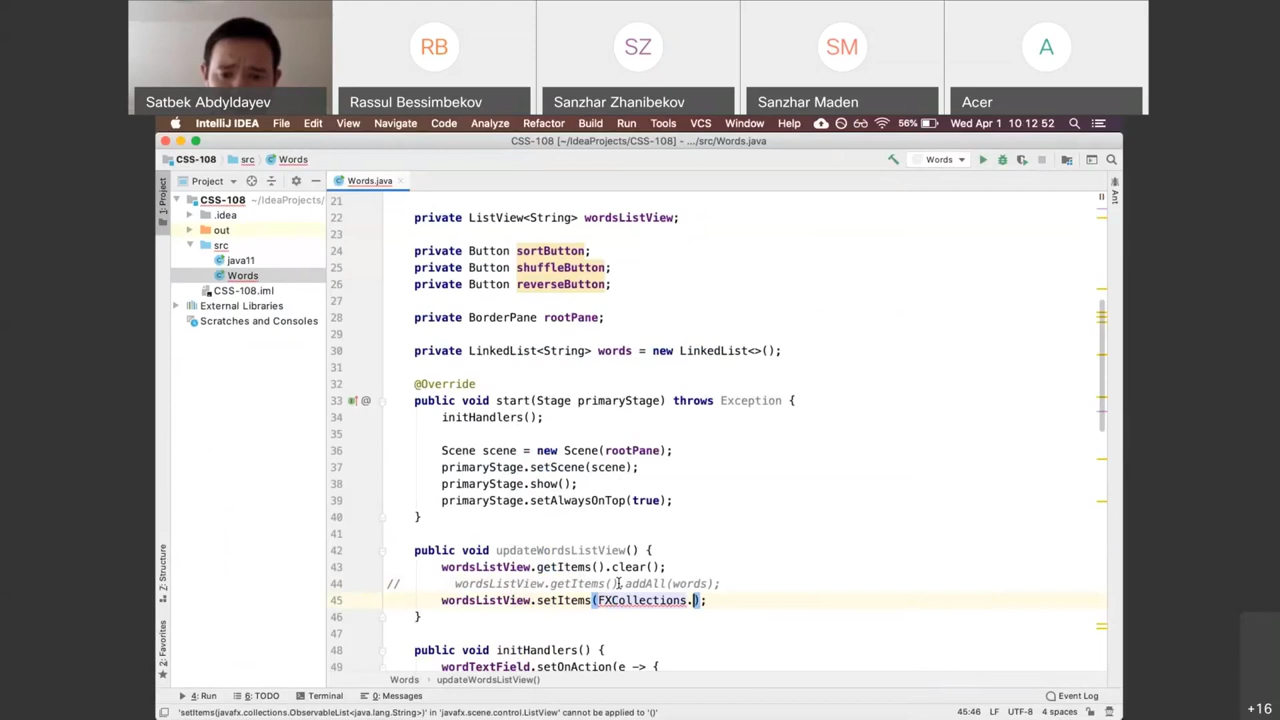 RB
SZ
SM
A
Satbek Abdyldayev
Rassul Bessimbekov
Sanzhar Zhanibekov
Sanzhar Maden
Acer
IntelliJ IDEA File Edit View Navigate Code Analyze Refactor Build Run Tools VCS Window Help 56% Wed Apr 1 10 12 52
CSS-108 [~/IdeaProjects/CSS-108] - .../src/Words.java
CSS-108 src Words Words
Project Words.java
1: Project
Ant
CSS-108 ~/IdeaProjects/
.idea
out
src
java11
Words
CSS-108.iml
External Libraries
Scratches and Consoles
21
22 private ListView<String> wordsListView;
23
24 private Button sortButton;
25 private Button shuffleButton;
26 private Button reverseButton;
27
28 private BorderPane rootPane;
29
30 private LinkedList<String> words = new LinkedList<>();
31
32 @Override
33 @ public void start(Stage primaryStage) throws Exception {
34 initHandlers();
35
36 Scene scene = new Scene(rootPane);
37 primaryStage.setScene(scene);
38 primaryStage.show();
39 primaryStage.setAlwaysOnTop(true);
40 }
41
42 public void updateWordsListView() {
43 wordsListView.getItems().clear();
44 // wordsListView.getItems().addAll(words);
45 wordsListView.setItems(FXCollections.);
46 }
47
48 public void initHandlers() {
49 wordTextField.setOnAction(e -> {
7: Structure
2: Favorites
Words updateWordsListView()
4: Run 6: TODO Terminal 0: Messages Event Log
'setItems(javafx.collections.ObservableList<java.lang.String>)' in 'javafx.scene.control.ListView' cannot be applied to '()' 45:46 LF UTF-8 4 spaces
+16